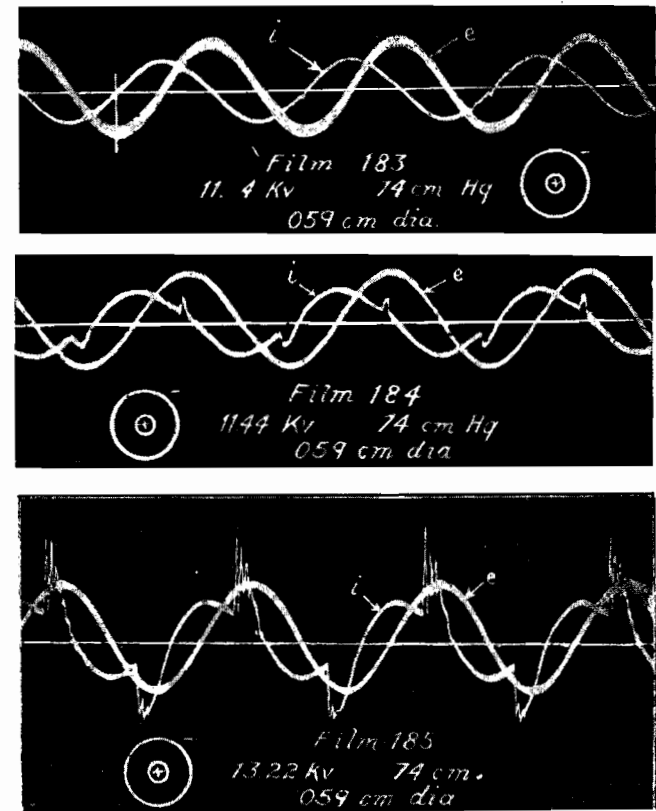 i e
Film 183
11.4 Kv 74 cm Hg
059 cm dia.
i e
Film 184
1144 Kv 74 cm Hg
059 cm dia
i e
Film 185
13.22 Kv 74 cm.
059 cm dia